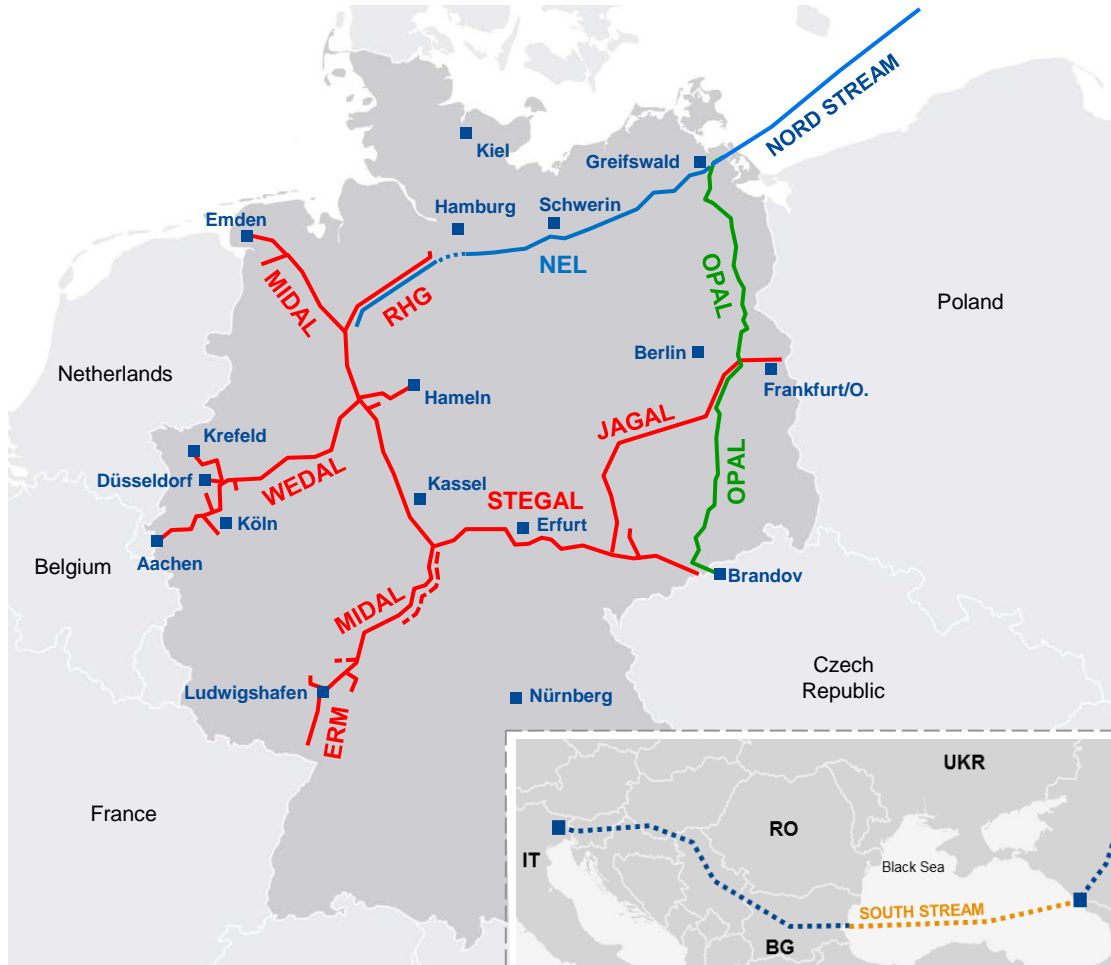 NORD STREAM
Kiel
Greifswald
Hamburg
Schwerin
Emden
NEL
MIDAL
RHG
OPAL
Poland
Berlin
Netherlands
Frankfurt/O.
Hameln
JAGAL
Krefeld
WEDAL
Düsseldorf
OPAL
Kassel
STEGAL
Köln
Erfurt
Aachen
Belgium
Brandov
MIDAL
Czech
Republic
Ludwigshafen
Nürnberg
ERM
France
UKR
RO
IT
Black Sea
SOUTH STREAM
BG